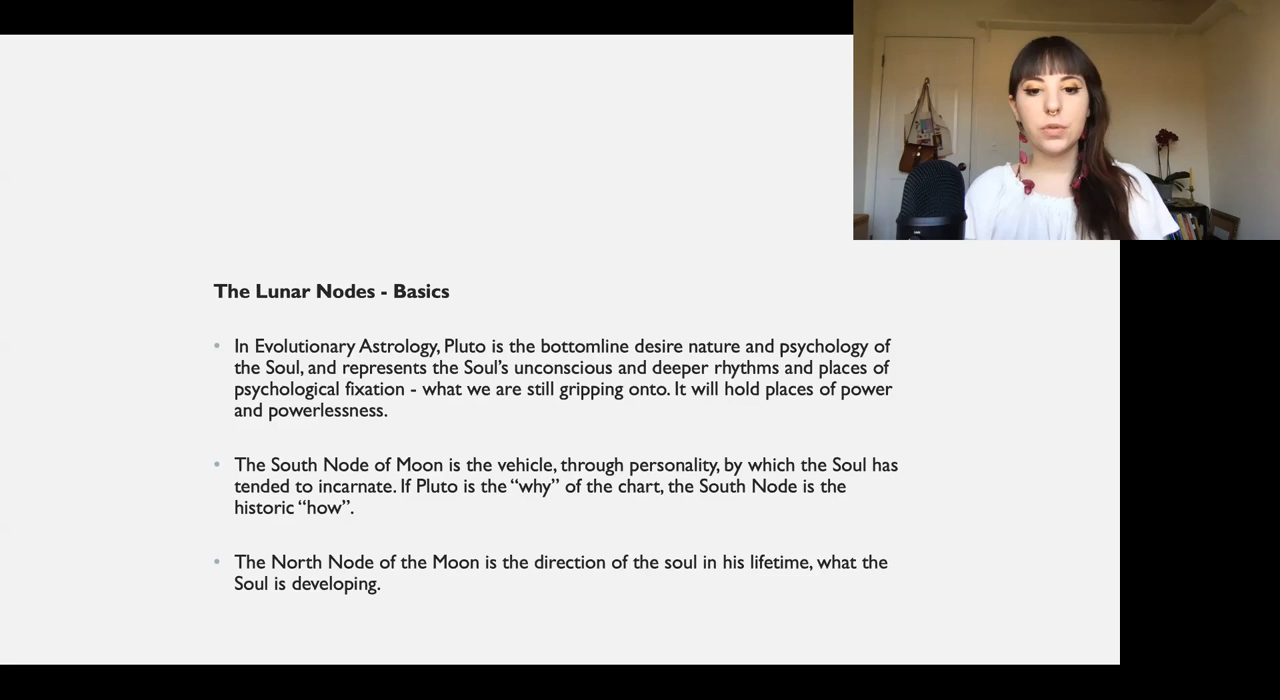 The Lunar Nodes - Basics
• In Evolutionary Astrology, Pluto is the bottomline desire nature and psychology of
the Soul, and represents the Soul’s unconscious and deeper rhythms and places of
psychological fixation - what we are still gripping onto. It will hold places of power
and powerlessness.
• The South Node of Moon is the vehicle, through personality, by which the Soul has
tended to incarnate. If Pluto is the “why” of the chart, the South Node is the
historic “how”.
• The North Node of the Moon is the direction of the soul in his lifetime, what the
Soul is developing.